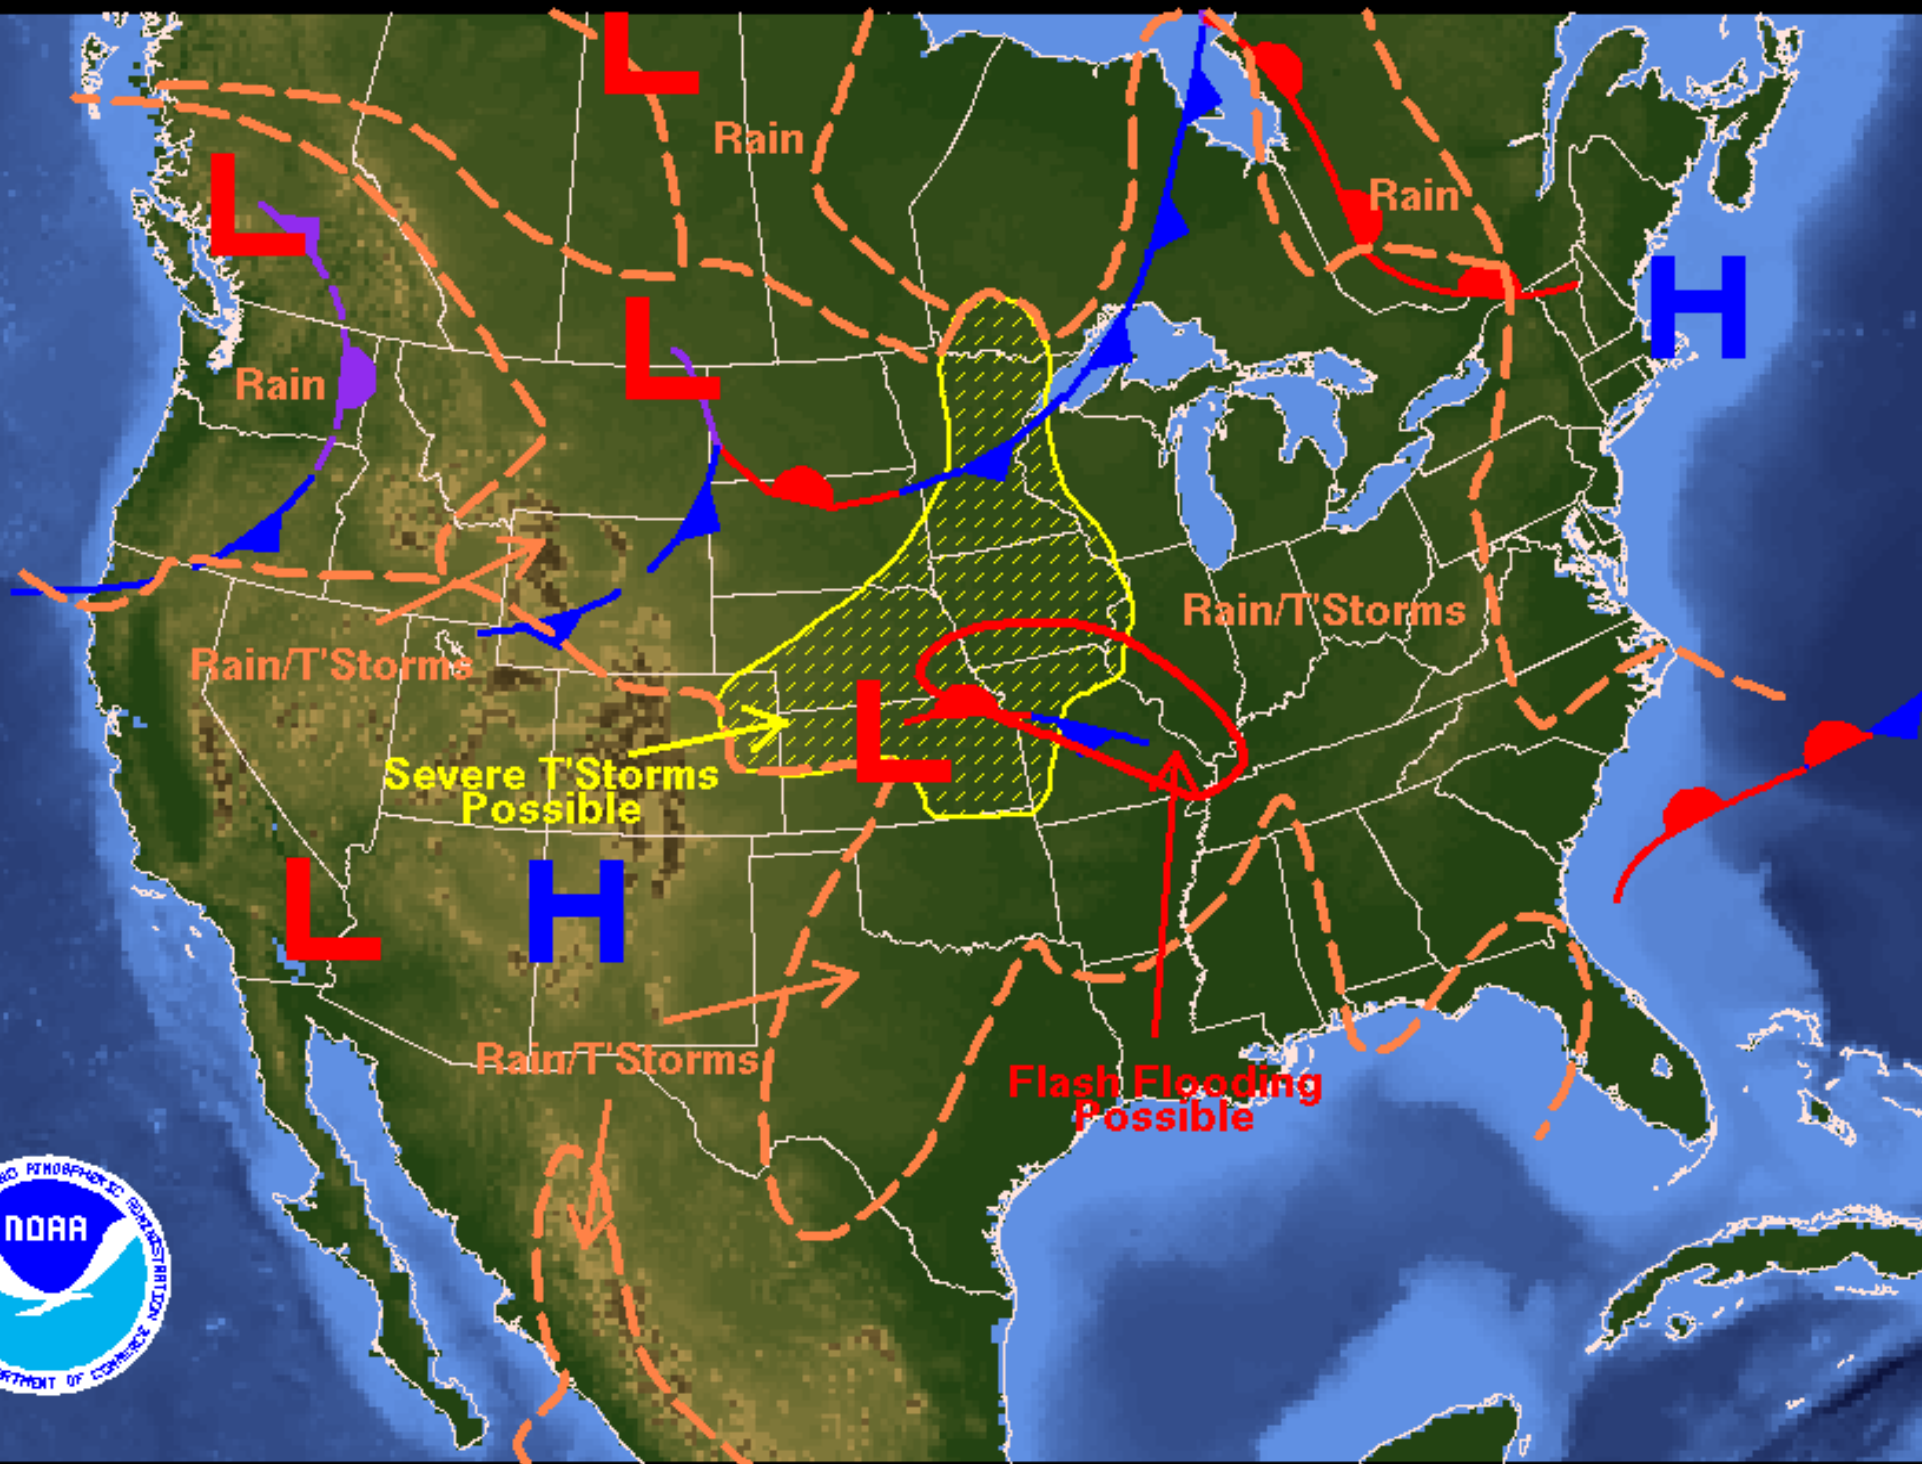 L
Rain
Rain
L
H
L
Rain
Rain/T'Storms
Rain/T'Storms
L
Severe T'Storms
Possible
L
H
Rain/T'Storms
Flash Flooding
Possible
NOAA